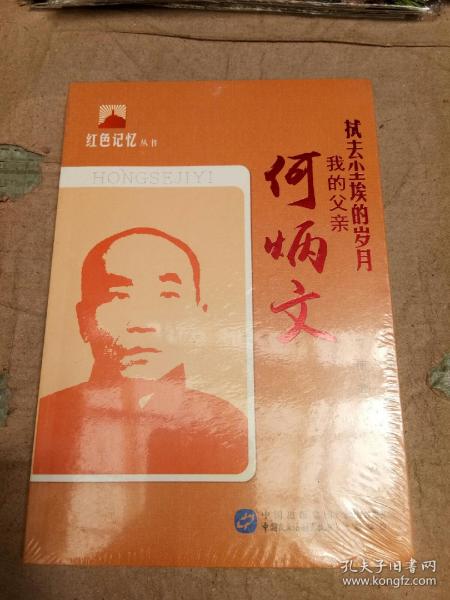 红色记忆丛书
HONGSEJIYI
拭去尘埃的岁月
我的父亲
何炳文
孔夫子旧书网
www.kongfz.com